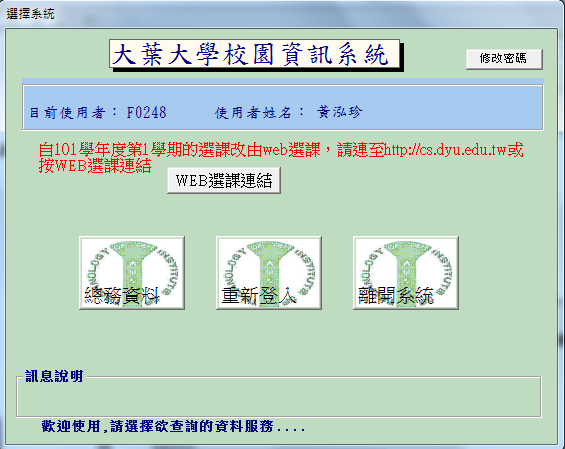 選擇系統
大葉大學校園資訊系統
修改密碼
目前使用者： F0248 使用者姓名： 黃泓珍
自101學年度第1學期的選課改由web選課，請連至http://cs.dyu.edu.tw或
按WEB選課連結
WEB選課連結
總務資料 重新登入 離開系統
訊息說明
歡迎使用,請選擇欲查詢的資料服務....